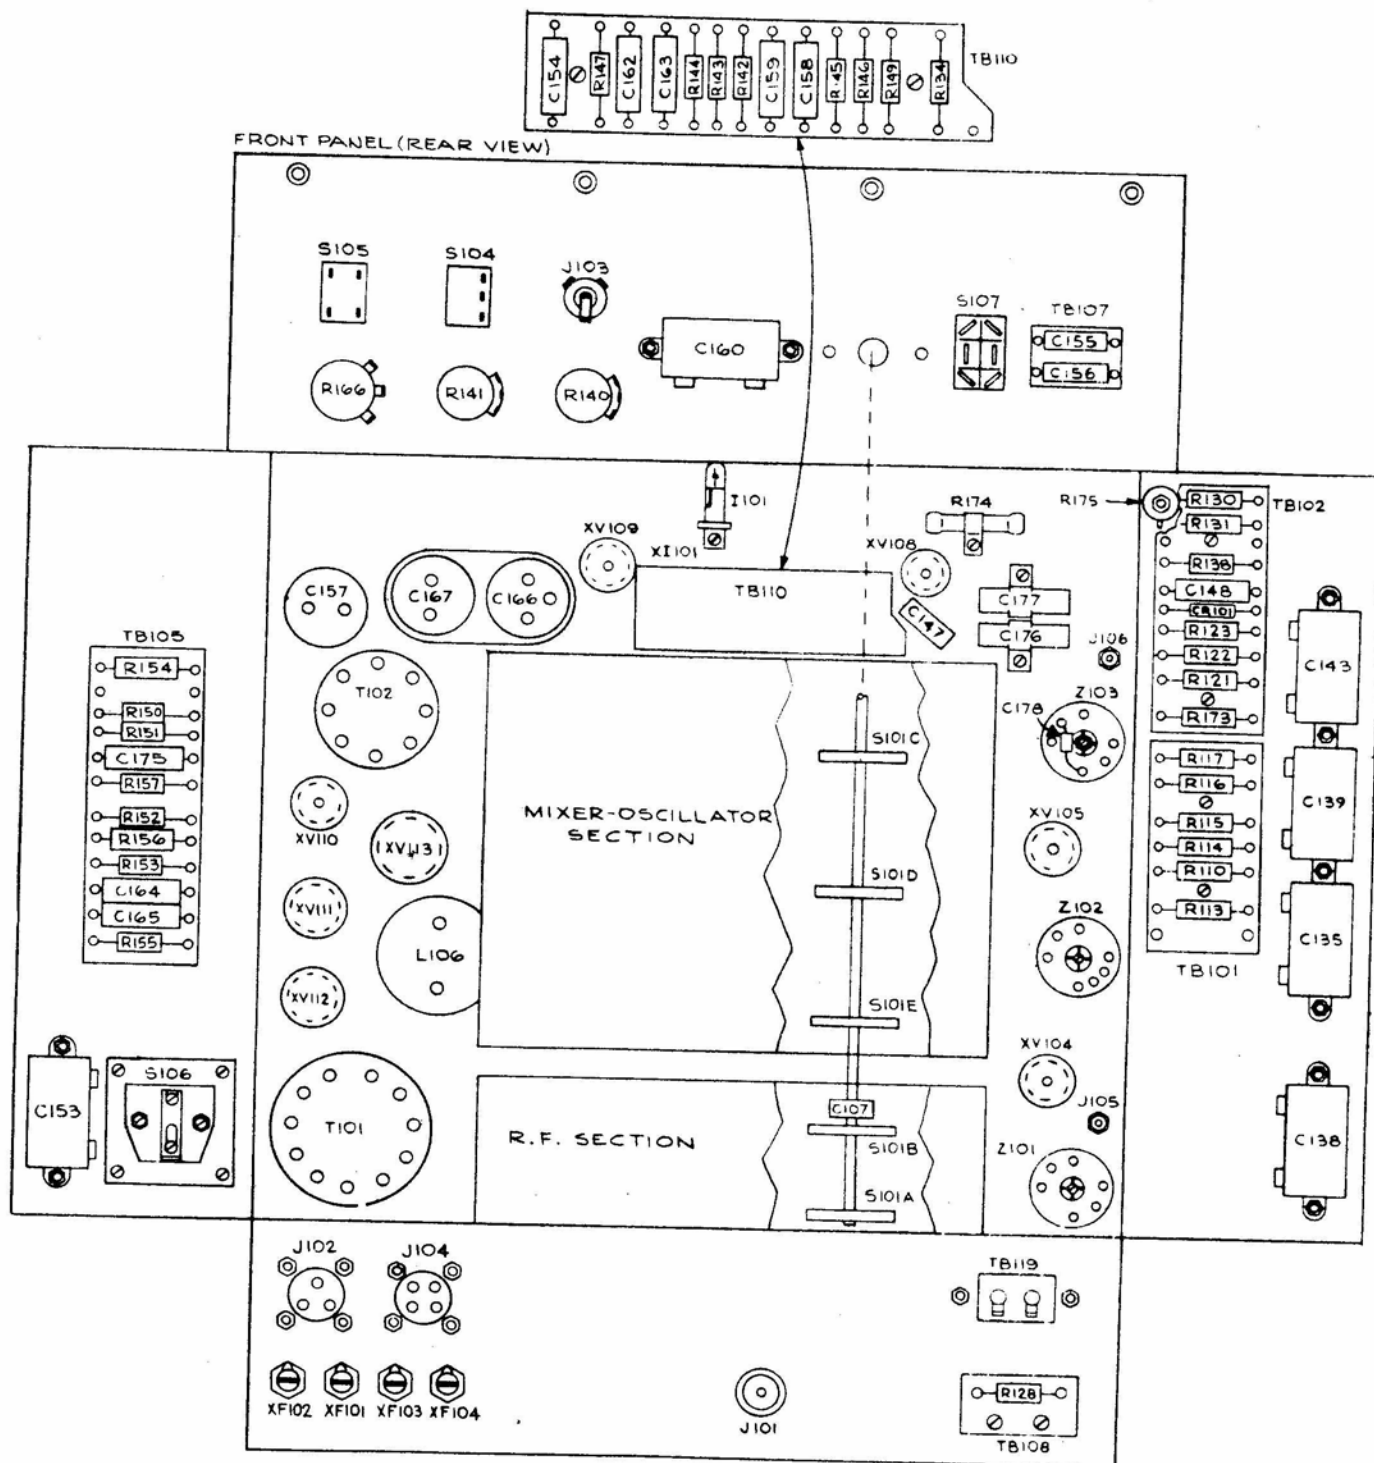 C154 R147 C162 C163 R144 R143 R142 C159 C158 R145 R146 R149 R134 TB110
FRONT PANEL (REAR VIEW)
S105 S104 J103
S107 TB107
C160 C155
C156
R166 R141 R140
I101 R174 R175 R130 TB102
XV109 R131
XI101 XV108 R138
C157 C167 C166 TB110 C177 C148
CR101
C147 C176 J106 R123
TB105 R122 C143
R154 T102 R121
R150 C178 Z103 R173
R151 S101C
C175 R117
R157 R116
R152 MIXER-OSCILLATOR XV105 R115 C139
R156 XV110 XV113 SECTION R114
R153 S101D R110
C164 XV111 Z102 R113
C165 C135
R155 L106 TB101
XV112 S101E
XV104
S106
C153 C107 J105
T101 R.F. SECTION S101B Z101 C138
S101A
J102 J104 TB119
R128
XF102 XF101 XF103 XF104 J101 TB108